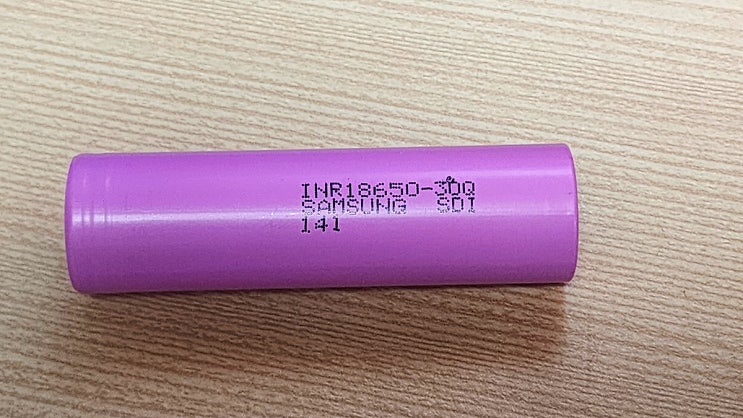 INR18650-30Q
SAMSUNG SDI
141